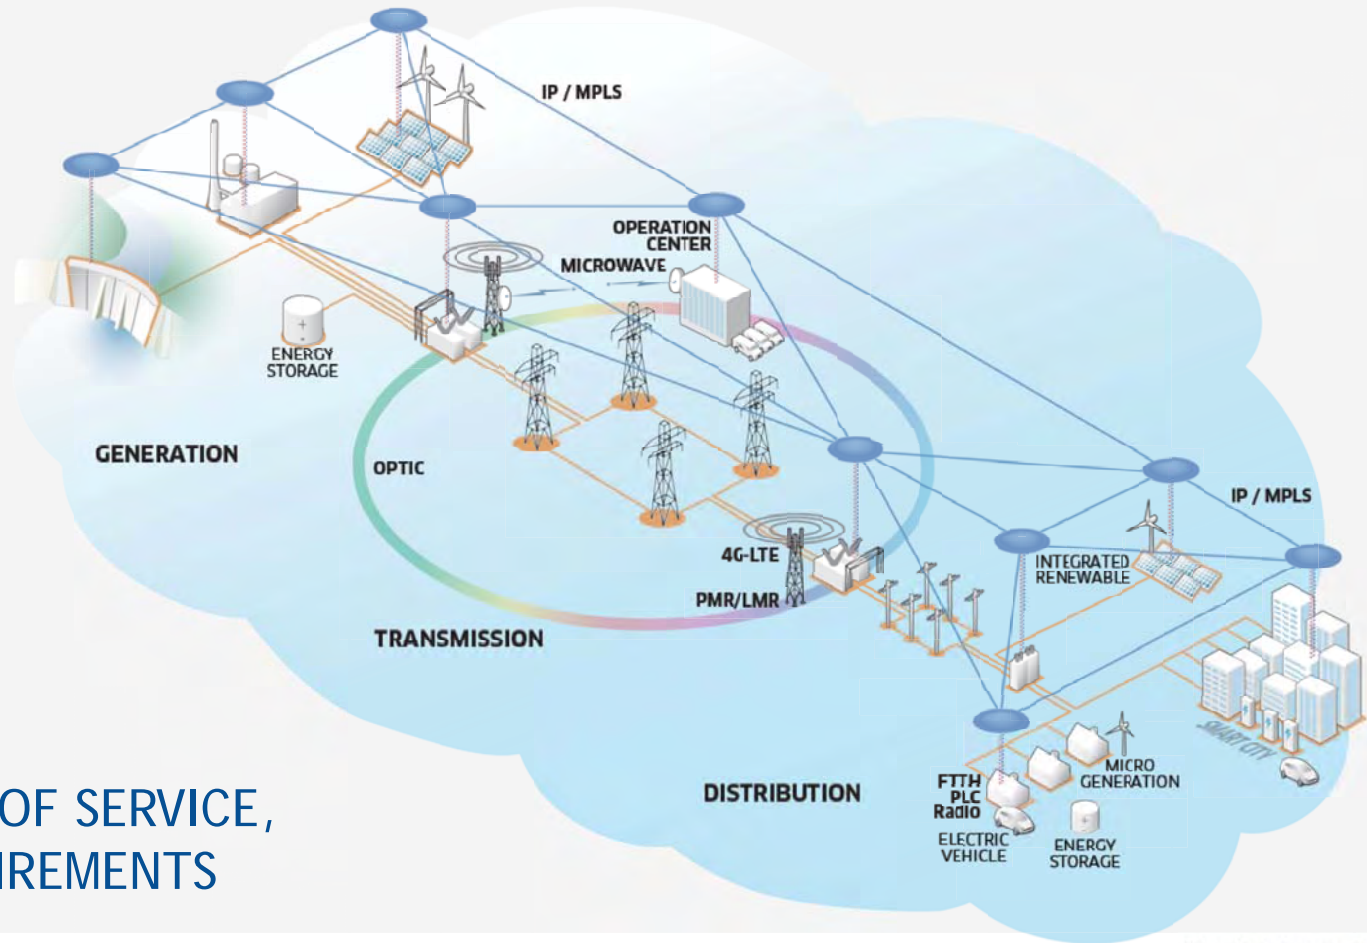 IP / MPLS
OPERATION
CENTER
MICROWAVE
ENERGY
STORAGE
GENERATION
OPTIC
IP / MPLS
4G-LTE
INTEGRATED
RENEWABLE
PMR/LMR
TRANSMISSION
SMART CITY
MICRO
GENERATION
DISTRIBUTION
FTTH
PLC
Radio
ELECTRIC
VEHICLE
ENERGY
STORAGE
OF SERVICE,
IREMENTS